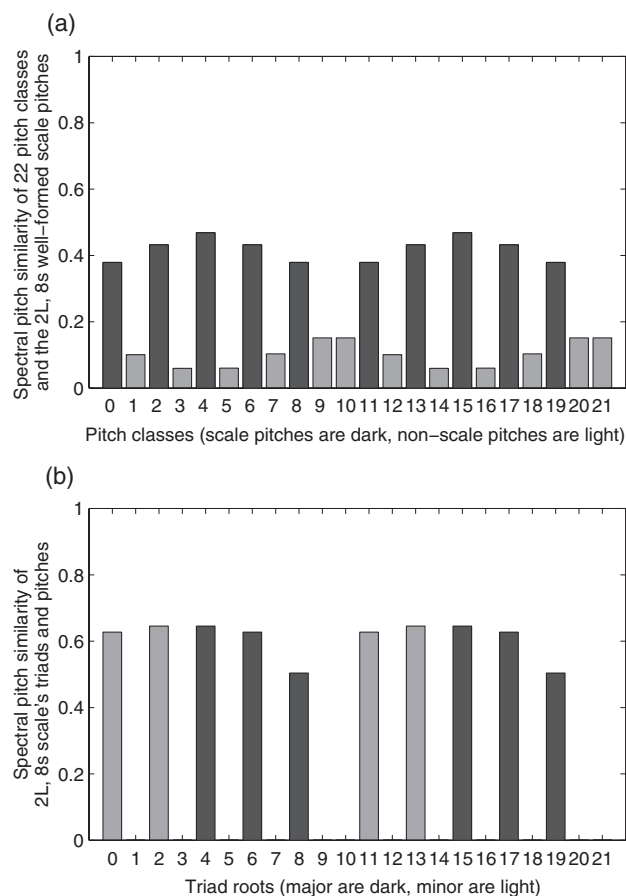 (a)
Spectral pitch similarity of 22 pitch classes
and the 2L, 8s well-formed scale pitches
1
0.8
0.6
0.4
0.2
0
0 1 2 3 4 5 6 7 8 9 10 11 12 13 14 15 16 17 18 19 20 21
Pitch classes (scale pitches are dark, non-scale pitches are light)
(b)
Spectral pitch similarity of
2L, 8s scale's triads and pitches
1
0.8
0.6
0.4
0.2
0
0 1 2 3 4 5 6 7 8 9 10 11 12 13 14 15 16 17 18 19 20 21
Triad roots (major are dark, minor are light)